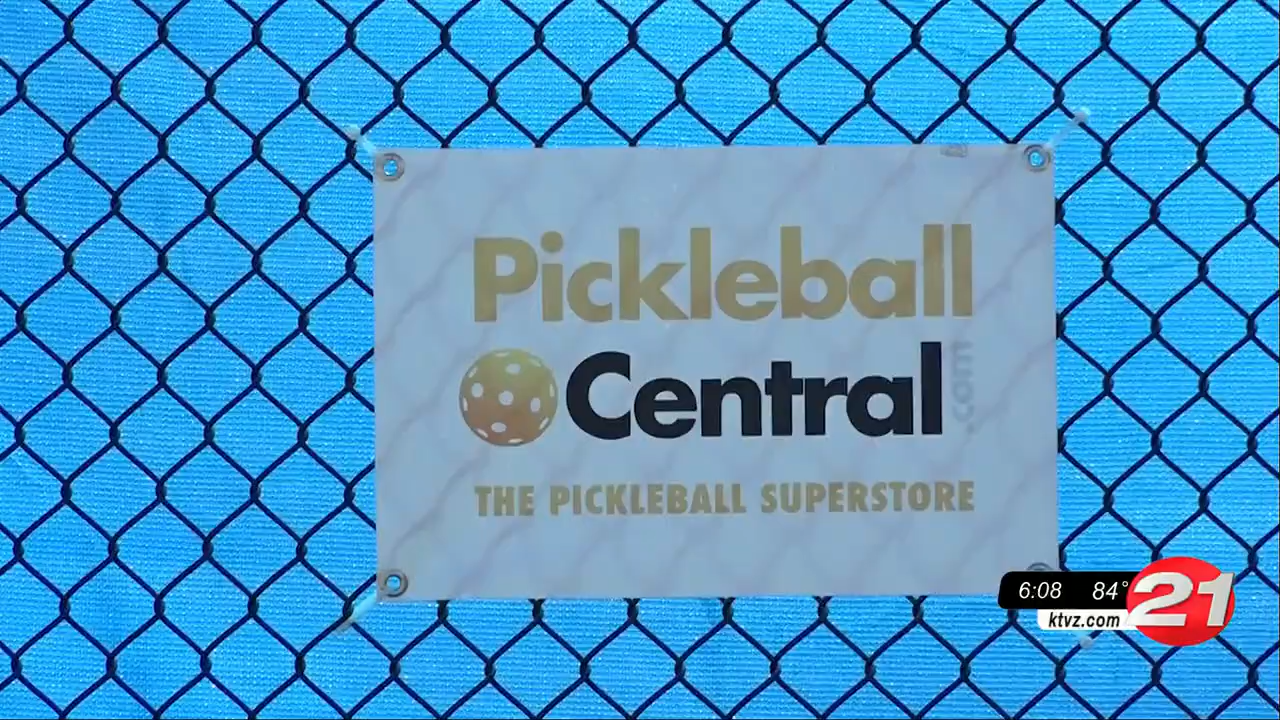 Pickleball
Central
.com
THE PICKLEBALL SUPERSTORE
6:08 84°
21
ktvz.com